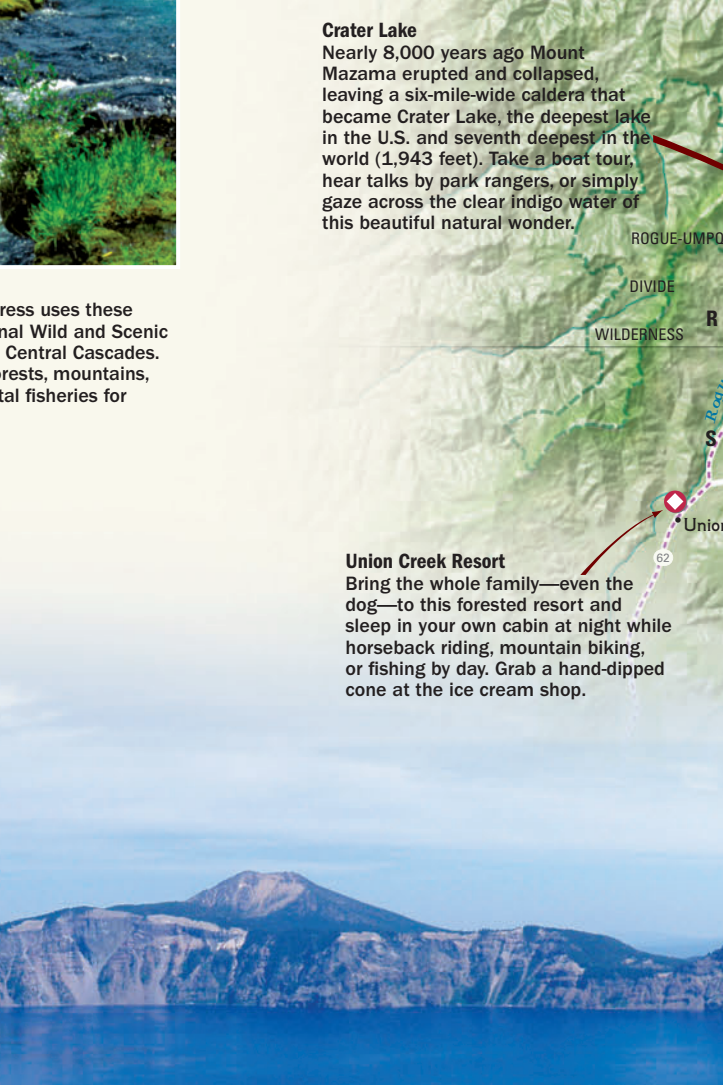 Crater Lake
Nearly 8,000 years ago Mount
Mazama erupted and collapsed,
leaving a six-mile-wide caldera that
became Crater Lake, the deepest lake
in the U.S. and seventh deepest in the
world (1,943 feet). Take a boat tour,
hear talks by park rangers, or simply
gaze across the clear indigo water of
this beautiful natural wonder.
ress uses these
nal Wild and Scenic
Central Cascades.
orests, mountains,
tal fisheries for
ROGUE-UMPQ
DIVIDE
WILDERNESS
R
S
Rogu
Union
62
Union Creek Resort
Bring the whole family—even the
dog—to this forested resort and
sleep in your own cabin at night while
horseback riding, mountain biking,
or fishing by day. Grab a hand-dipped
cone at the ice cream shop.